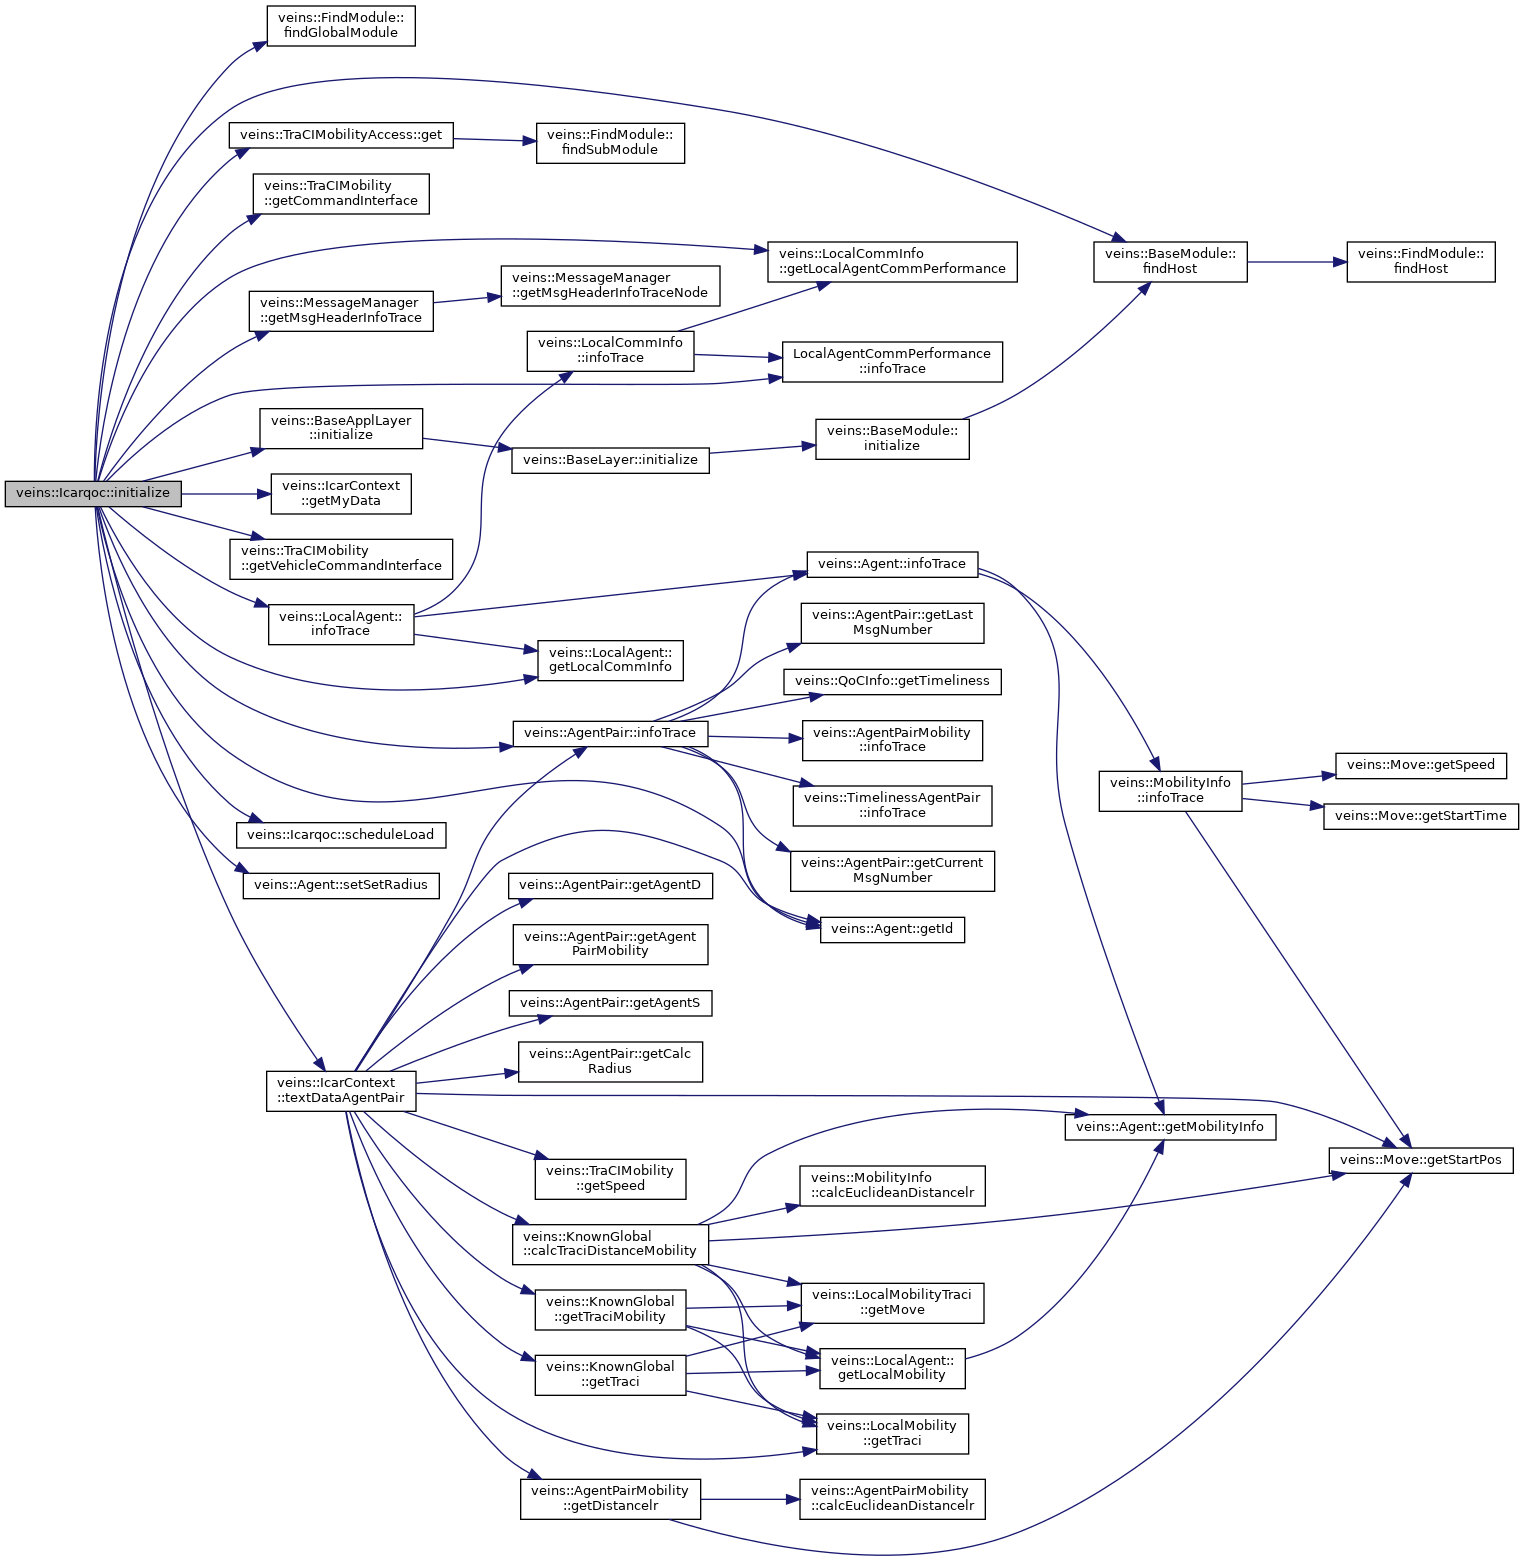 veins::FindModule::
findGlobalModule
veins::TraCIMobilityAccess::get
veins::FindModule::
findSubModule
veins::TraCIMobility
::getCommandInterface
veins::LocalCommInfo
::getLocalAgentCommPerformance
veins::BaseModule::
findHost
veins::FindModule::
findHost
veins::MessageManager
::getMsgHeaderInfoTraceNode
veins::MessageManager
::getMsgHeaderInfoTrace
veins::LocalCommInfo
::infoTrace
LocalAgentCommPerformance
::infoTrace
veins::BaseApplLayer
::initialize
veins::BaseLayer::initialize
veins::BaseModule::
initialize
veins::Icarqoc::initialize
veins::IcarContext
::getMyData
veins::TraCIMobility
::getVehicleCommandInterface
veins::Agent::infoTrace
veins::LocalAgent::
infoTrace
veins::AgentPair::getLast
MsgNumber
veins::LocalAgent::
getLocalCommInfo
veins::QoCInfo::getTimeliness
veins::AgentPair::infoTrace
veins::AgentPairMobility
::infoTrace
veins::Move::getSpeed
veins::MobilityInfo
::infoTrace
veins::TimelinessAgentPair
::infoTrace
veins::Move::getStartTime
veins::Icarqoc::scheduleLoad
veins::AgentPair::getCurrent
MsgNumber
veins::Agent::setSetRadius
veins::AgentPair::getAgentD
veins::Agent::getId
veins::AgentPair::getAgent
PairMobility
veins::AgentPair::getAgentS
veins::AgentPair::getCalc
Radius
veins::IcarContext
::textDataAgentPair
veins::Agent::getMobilityInfo
veins::Move::getStartPos
veins::TraCIMobility
::getSpeed
veins::MobilityInfo
::calcEuclideanDistanceIr
veins::KnownGlobal
::calcTraciDistanceMobility
veins::KnownGlobal
::getTraciMobility
veins::LocalMobilityTraci
::getMove
veins::KnownGlobal
::getTraci
veins::LocalAgent::
getLocalMobility
veins::LocalMobility
::getTraci
veins::AgentPairMobility
::getDistanceIr
veins::AgentPairMobility
::calcEuclideanDistanceIr